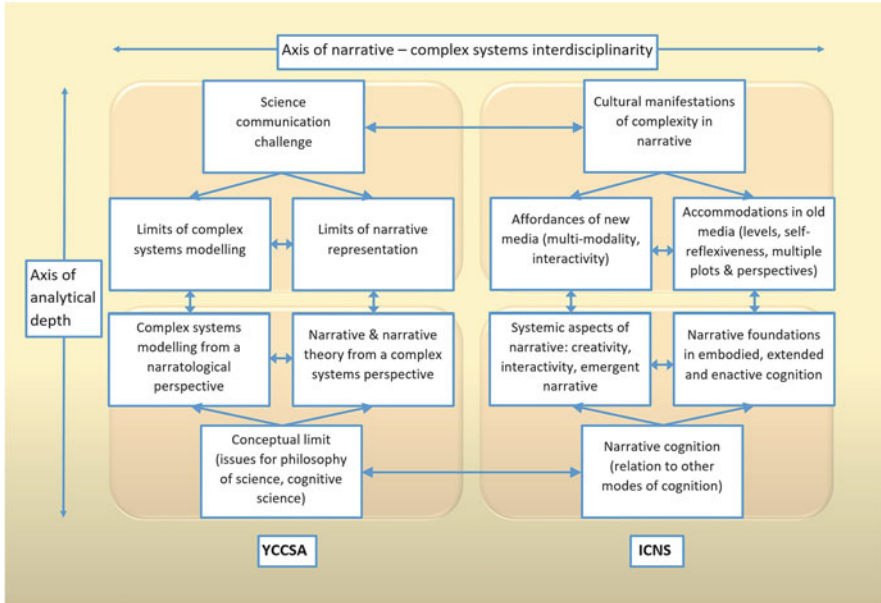 Axis of narrative – complex systems interdisciplinarity
Science
communication
challenge
Cultural manifestations
of complexity in
narrative
Limits of complex
systems modelling
Limits of narrative
representation
Affordances of new
media (multi-modality,
interactivity)
Accommodations in old
media (levels, self-
reflexiveness, multiple
plots & perspectives)
Axis of
analytical
depth
Complex systems
modelling from a
narratological
perspective
Narrative & narrative
theory from a complex
systems perspective
Systemic aspects of
narrative: creativity,
interactivity, emergent
narrative
Narrative foundations
in embodied, extended
and enactive cognition
Conceptual limit
(issues for philosophy
of science, cognitive
science)
Narrative cognition
(relation to other
modes of cognition)
YCCSA
ICNS